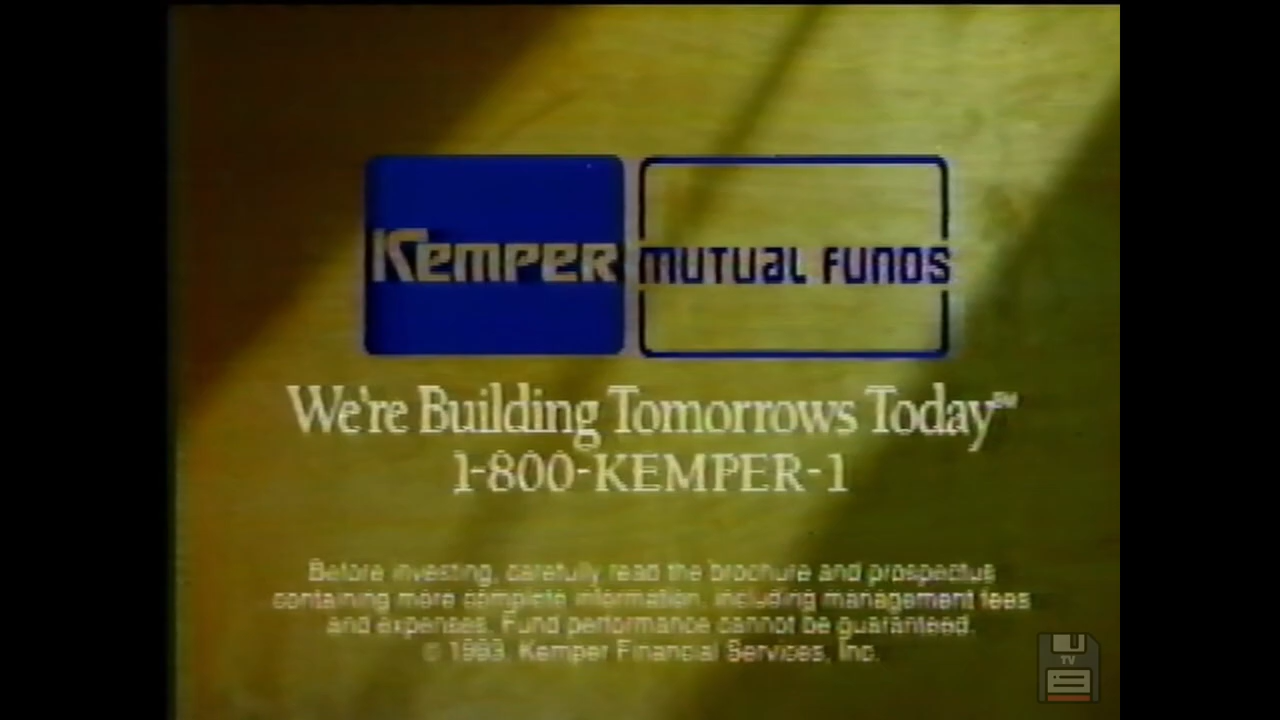 Kemper MUTUAL FUNDS
We're Building Tomorrows Today℠
1-800-KEMPER-1
Before investing, carefully read the brochure and prospectus
containing more complete information, including management fees
and expenses. Fund performance cannot be guaranteed.
© 1993, Kemper Financial Services, Inc.
TV